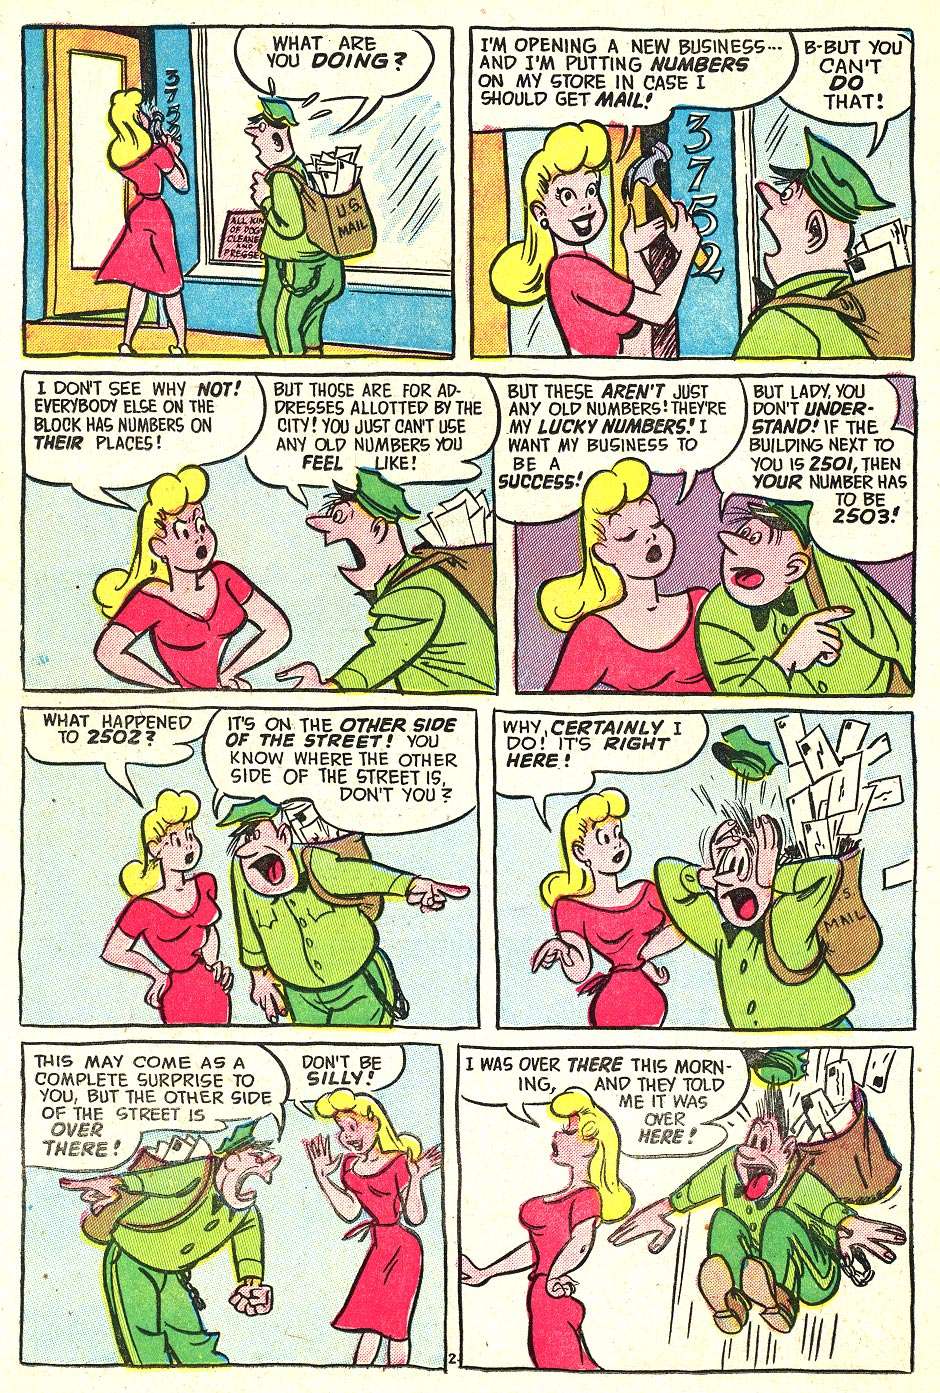 WHAT ARE
YOU DOING?
3752
U.S.
MAIL
ALL KIN
OF DOG
CLEANE
AND
PRESSE
I'M OPENING A NEW BUSINESS...
AND I'M PUTTING NUMBERS
ON MY STORE IN CASE I
SHOULD GET MAIL!
B-BUT YOU
CAN'T
DO
THAT!
3752
I DON'T SEE WHY NOT!
EVERYBODY ELSE ON THE
BLOCK HAS NUMBERS ON
THEIR PLACES!
BUT THOSE ARE FOR AD-
DRESSES ALLOTTED BY THE
CITY! YOU JUST CAN'T USE
ANY OLD NUMBERS YOU
FEEL LIKE!
BUT THESE AREN'T JUST
ANY OLD NUMBERS! THEY'RE
MY LUCKY NUMBERS! I
WANT MY BUSINESS TO
BE A
SUCCESS!
BUT LADY, YOU
DON'T UNDER-
STAND! IF THE
BUILDING NEXT TO
YOU IS 2501, THEN
YOUR NUMBER HAS
TO BE
2503!
WHAT HAPPENED
TO 2502?
IT'S ON THE OTHER SIDE
OF THE STREET! YOU
KNOW WHERE THE OTHER
SIDE OF THE STREET IS,
DON'T YOU?
WHY, CERTAINLY I
DO! IT'S RIGHT
HERE!
S
MAIL
THIS MAY COME AS A
COMPLETE SURPRISE TO
YOU, BUT THE OTHER SIDE
OF THE STREET IS
OVER
THERE!
DON'T BE
SILLY!
I WAS OVER THERE THIS MORN-
ING, AND THEY TOLD
ME IT WAS
OVER
HERE!
2